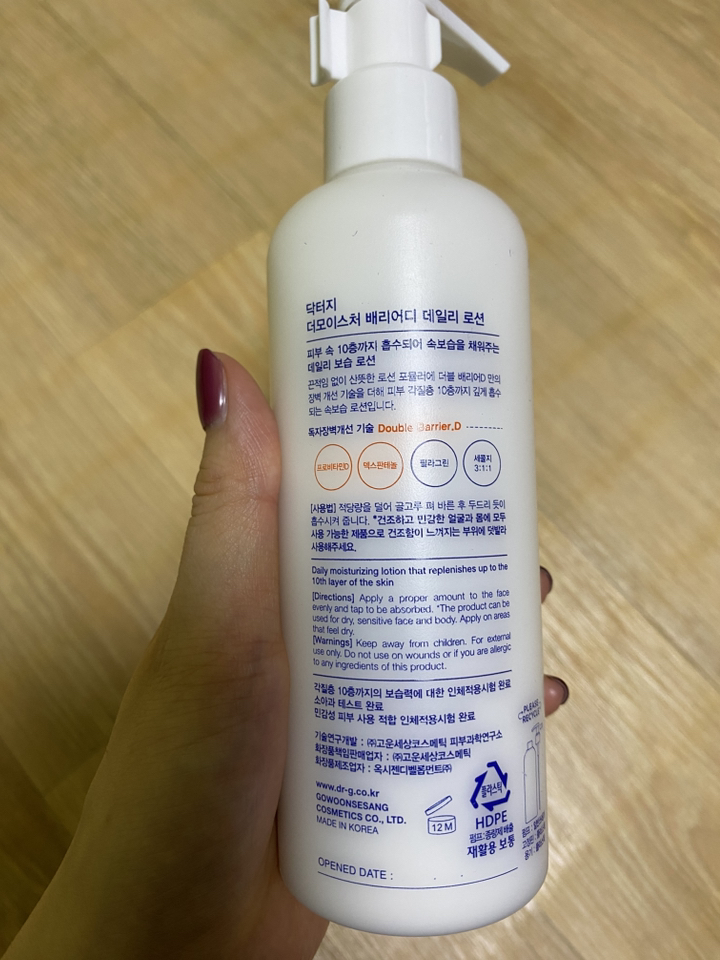 닥터지
더모이스처 배리어디 데일리 로션
피부 속 10층까지 흡수되어 속보습을 채워주는
데일리 보습 로션
끈적임 없이 산뜻한 로션 포뮬러에 더블 배리어D 만의
장벽 개선 기술을 더해 피부 각질층 10층까지 깊게 흡수
되는 속보습 로션입니다.
독자장벽개선 기술 Double Barrier.D
프로비타민D 덱스판테놀 필라그린 세콜지
3:1:1
[사용법] 적당량을 덜어 골고루 펴 바른 후 두드리 듯이
흡수시켜 줍니다. *건조하고 민감한 얼굴과 몸에 모두
사용 가능한 제품으로 건조함이 느껴지는 부위에 덧발라
사용해주세요.
Daily moisturizing lotion that replenishes up to the
10th layer of the skin
[Directions] Apply a proper amount to the face
evenly and tap to be absorbed. *The product can be
used for dry, sensitive face and body. Apply on areas
that feel dry.
[Warnings] Keep away from children. For external
use only. Do not use on wounds or if you are allergic
to any ingredients of this product.
각질층 10층까지의 보습력에 대한 인체적용시험 완료
소아과 테스트 완료
민감성 피부 사용 적합 인체적용시험 완료
기술연구개발 : ㈜고운세상코스메틱 피부과학연구소
화장품책임판매업자 : ㈜고운세상코스메틱
화장품제조업자 : 옥시젠디벨롭먼트㈜
www.dr-g.co.kr
GOWOONSESANG
COSMETICS CO., LTD.
MADE IN KOREA
12 M
플라스틱
HDPE
펌프:종량제 배출
재활용 보통
PLEASE
RECYCLE
OPENED DATE :